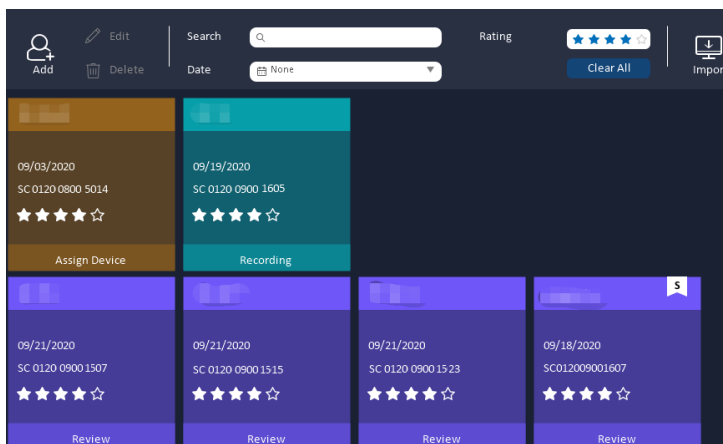 Edit Search Rating
Add Delete Date None Clear All Impor
09/03/2020 09/19/2020
SC 0120 0800 5014 SC 0120 0900 1605
Assign Device Recording
S
09/21/2020 09/21/2020 09/21/2020 09/18/2020
SC 0120 0900 1507 SC 0120 0900 1515 SC 0120 0900 1523 SC012009001607
Review Review Review Review